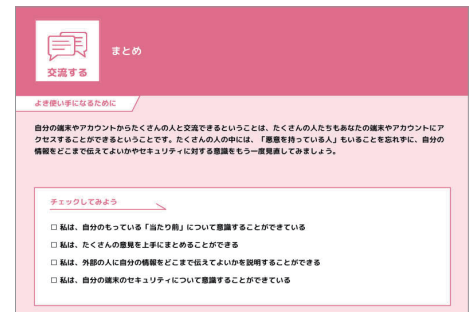 交流する
まとめ
よき使い手になるために
自分の端末やアカウントからたくさんの人と交流できるということは、たくさんの人たちもあなたの端末やアカウントにア
クセスすることができるということです。たくさんの人の中には、「悪意を持っている人」もいることを忘れずに、自分の
情報をどこまで伝えてよいかやセキュリティに対する意識をもう一度見直してみましょう。
チェックしてみよう
□ 私は、自分のもっている「当たり前」について意識することができている
□ 私は、たくさんの意見を上手にまとめることができる
□ 私は、外部の人に自分の情報をどこまで伝えてよいかを説明することができる
□ 私は、自分の端末のセキュリティについて意識することができている